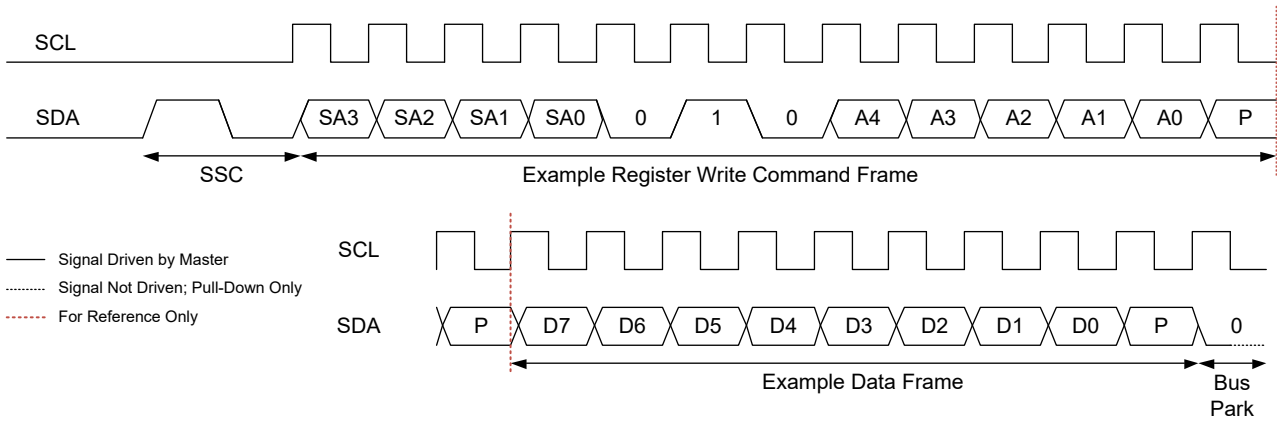 SCL
SDA SA3 SA2 SA1 SA0 0 1 0 A4 A3 A2 A1 A0 P
SSC Example Register Write Command Frame
SCL
Signal Driven by Master
Signal Not Driven; Pull-Down Only
For Reference Only
SDA P D7 D6 D5 D4 D3 D2 D1 D0 P 0
Example Data Frame
Bus
Park